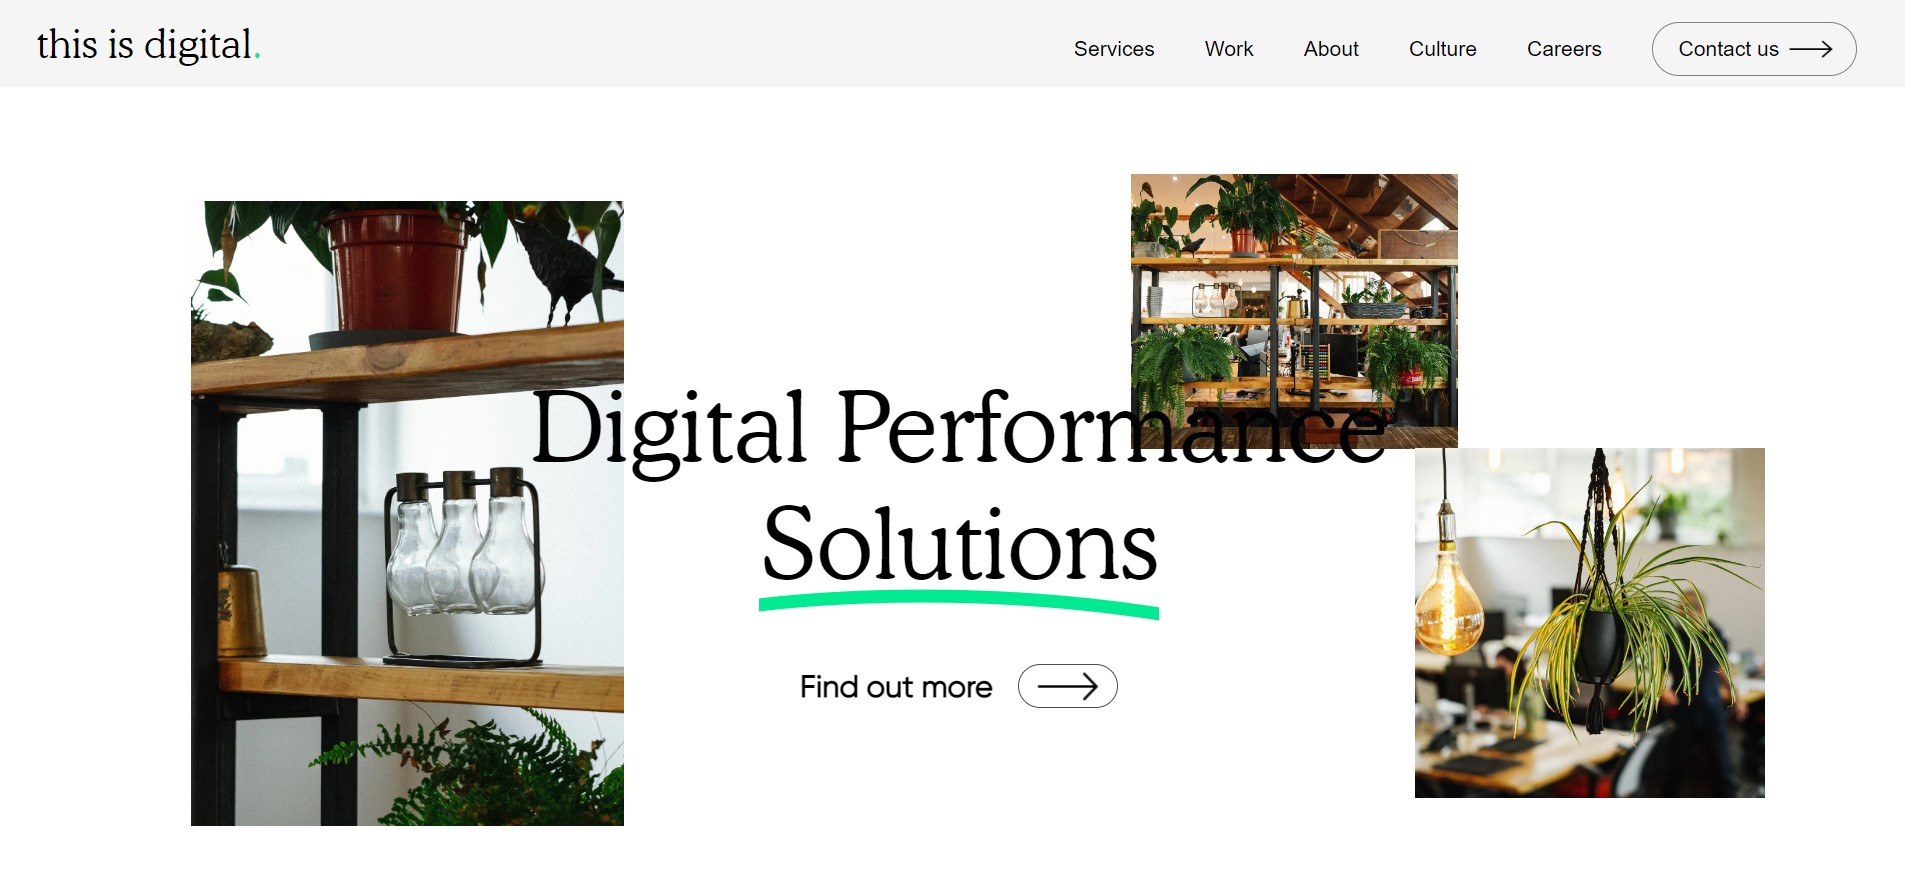 this is digital.
Services
Work
About
Culture
Careers
Contact us
Digital Performance
Solutions
Find out more